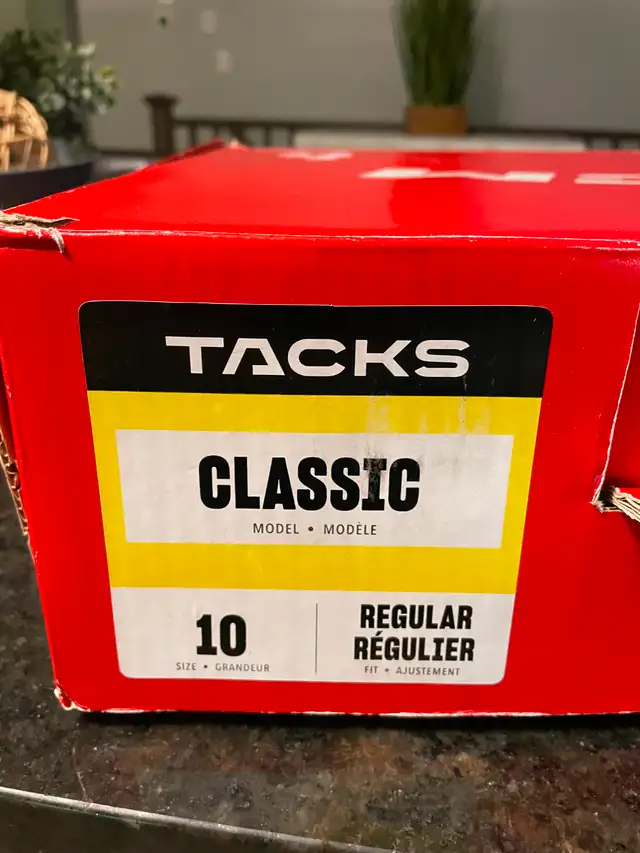 TACKS
CLASSIC
MODEL • MODÈLE
10
SIZE • GRANDEUR
REGULAR
RÉGULIER
FIT • AJUSTEMENT